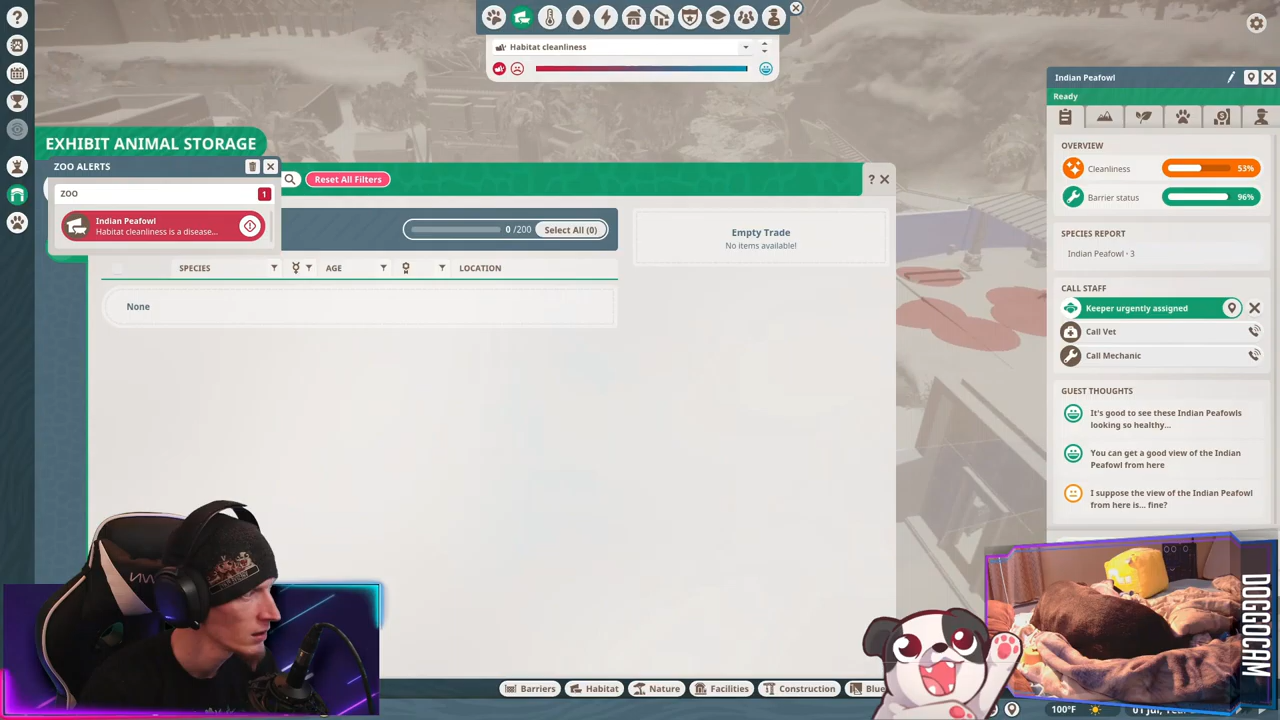 Habitat cleanliness
EXHIBIT ANIMAL STORAGE
ZOO ALERTS
ZOO
1
Indian Peafowl
Habitat cleanliness is a disease...
Reset All Filters
?
0 /200
Select All (0)
SPECIES
AGE
LOCATION
None
Empty Trade
No items available!
Indian Peafowl
Ready
OVERVIEW
Cleanliness
53%
Barrier status
96%
SPECIES REPORT
Indian Peafowl - 3
CALL STAFF
Keeper urgently assigned
Call Vet
Call Mechanic
GUEST THOUGHTS
It's good to see these Indian Peafowls
looking so healthy...
You can get a good view of the Indian
Peafowl from here
I suppose the view of the Indian Peafowl
from here is... fine?
Barriers
Habitat
Nature
Facilities
Construction
Blue
DOGGOCAM
100°F